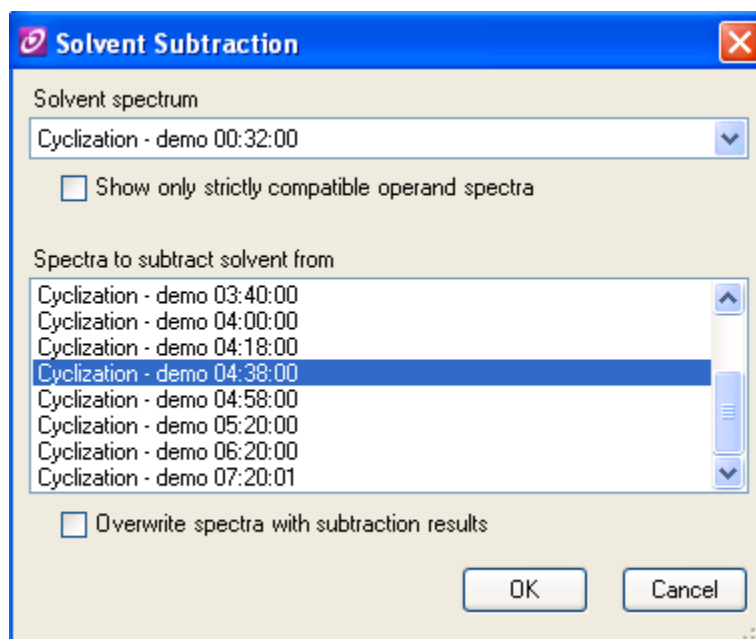 Solvent Subtraction
Solvent spectrum
Cyclization - demo 00:32:00
Show only strictly compatible operand spectra
Spectra to subtract solvent from
Cyclization - demo 03:40:00
Cyclization - demo 04:00:00
Cyclization - demo 04:18:00
Cyclization - demo 04:38:00
Cyclization - demo 04:58:00
Cyclization - demo 05:20:00
Cyclization - demo 06:20:00
Cyclization - demo 07:20:01
Overwrite spectra with subtraction results
OK Cancel